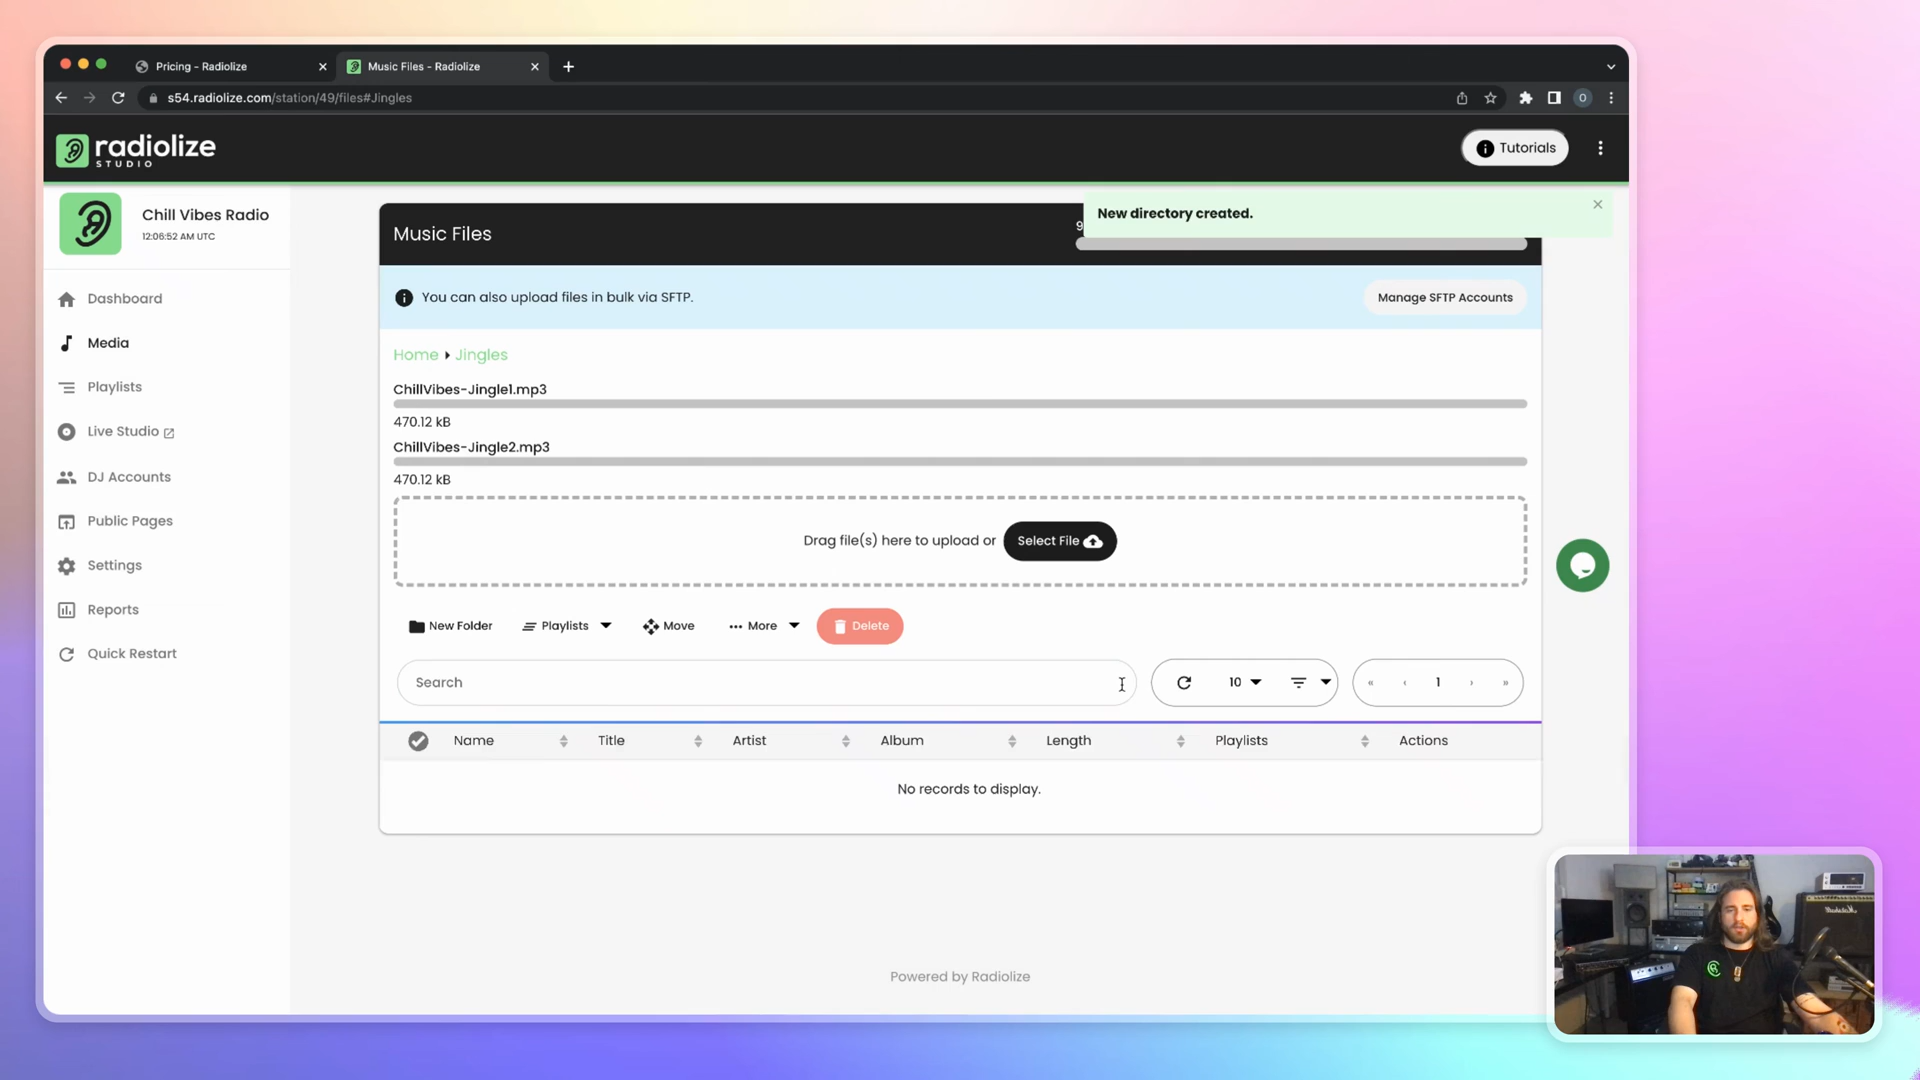 Pricing - Radiolize
Music Files - Radiolize
s54.radiolize.com/station/49/files#Jingles
O
radiolize
STUDIO
Tutorials
Chill Vibes Radio
12:06:52 AM UTC
Dashboard
Media
Playlists
Live Studio
DJ Accounts
Public Pages
Settings
Reports
Quick Restart
Music Files
9
New directory created.
You can also upload files in bulk via SFTP.
Manage SFTP Accounts
Home Jingles
ChillVibes-Jingle1.mp3
470.12 kB
ChillVibes-Jingle2.mp3
470.12 kB
Drag file(s) here to upload or Select File
New Folder Playlists Move More Delete
Search 10 « ‹ 1 › »
Name Title Artist Album Length Playlists Actions
No records to display.
Powered by Radiolize